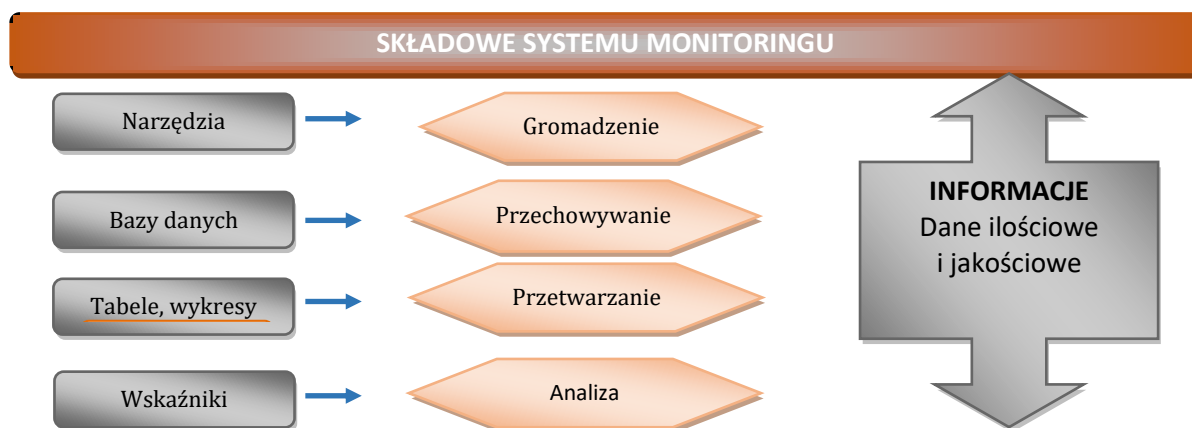 SKŁADOWE SYSTEMU MONITORINGU
Narzędzia
Gromadzenie
Bazy danych
Przechowywanie
Tabele, wykresy
Przetwarzanie
Wskaźniki
Analiza
INFORMACJE
Dane ilościowe
i jakościowe